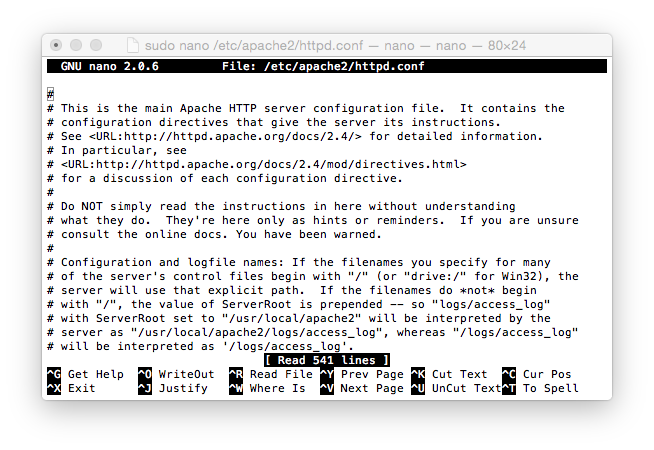 sudo nano /etc/apache2/httpd.conf — nano — nano — 80×24
GNU nano 2.0.6 File: /etc/apache2/httpd.conf
#
# This is the main Apache HTTP server configuration file.  It contains the
# configuration directives that give the server its instructions.
# See <URL:http://httpd.apache.org/docs/2.4/> for detailed information.
# In particular, see
# <URL:http://httpd.apache.org/docs/2.4/mod/directives.html>
# for a discussion of each configuration directive.
#
# Do NOT simply read the instructions in here without understanding
# what they do.  They're here only as hints or reminders.  If you are unsure
# consult the online docs. You have been warned.
#
# Configuration and logfile names: If the filenames you specify for many
# of the server's control files begin with "/" (or "drive:/" for Win32), the
# server will use that explicit path.  If the filenames do *not* begin
# with "/", the value of ServerRoot is prepended -- so "logs/access_log"
# with ServerRoot set to "/usr/local/apache2" will be interpreted by the
# server as "/usr/local/apache2/logs/access_log", whereas "/logs/access_log"
# will be interpreted as '/logs/access_log'.
[ Read 541 lines ]
^G Get Help ^O WriteOut ^R Read File ^Y Prev Page ^K Cut Text ^C Cur Pos
^X Exit ^J Justify ^W Where Is ^V Next Page ^U UnCut Text ^T To Spell